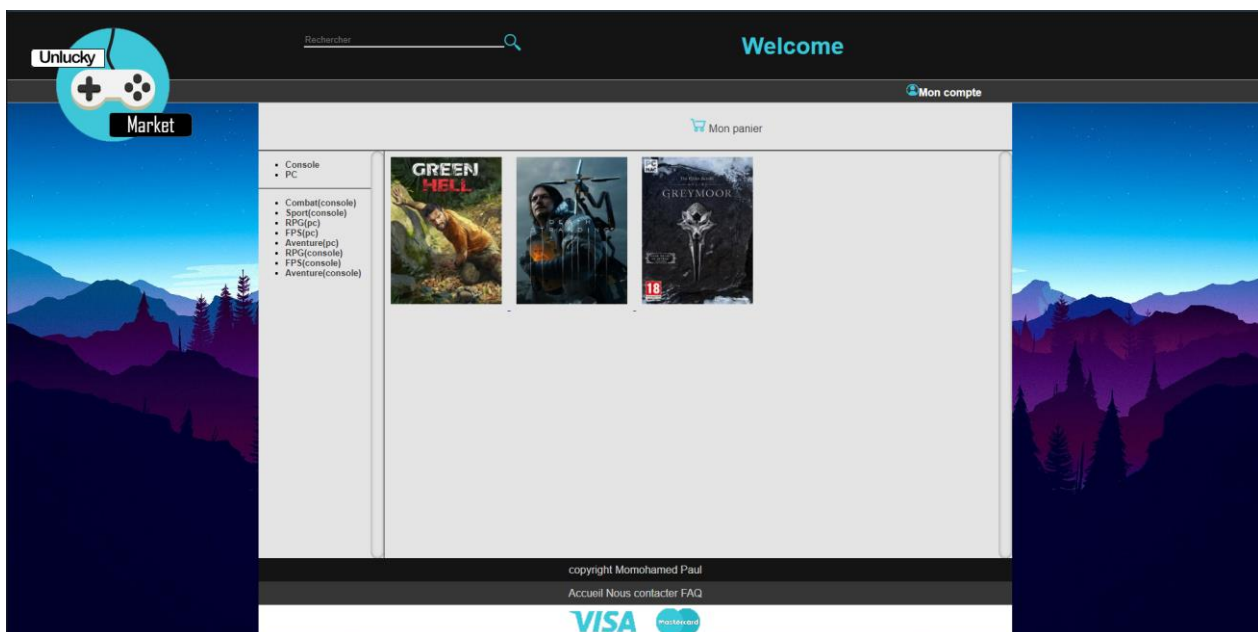 Unlucky
Market
Rechercher
Welcome
Mon compte
Mon panier
Console
PC
Combat(console)
Sport(console)
RPG(pc)
FPS(pc)
Aventure(pc)
RPG(console)
FPS(console)
Aventure(console)
GREEN
HELL
PC
GREYMOOR
18
copyright Momohamed Paul
Accueil Nous contacter FAQ
VISA
mastercard